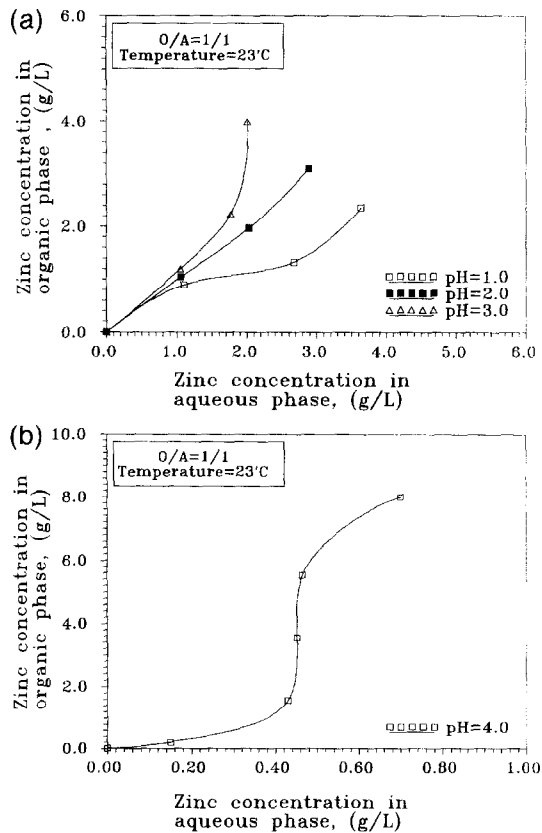 (a)
6.0
4.0
2.0
0.0
Zinc concentration in
organic phase , (g/L)
O/A=1/1
Temperature=23°C
pH=1.0
pH=2.0
pH=3.0
0.0 1.0 2.0 3.0 4.0 5.0 6.0
Zinc concentration in
aqueous phase, (g/L)
(b)
10.0
8.0
6.0
4.0
2.0
0.0
Zinc concentration in
organic phase, (g/L)
O/A=1/1
Temperature=23°C
pH=4.0
0.00 0.20 0.40 0.60 0.80 1.00
Zinc concentration in
aqueous phase, (g/L)